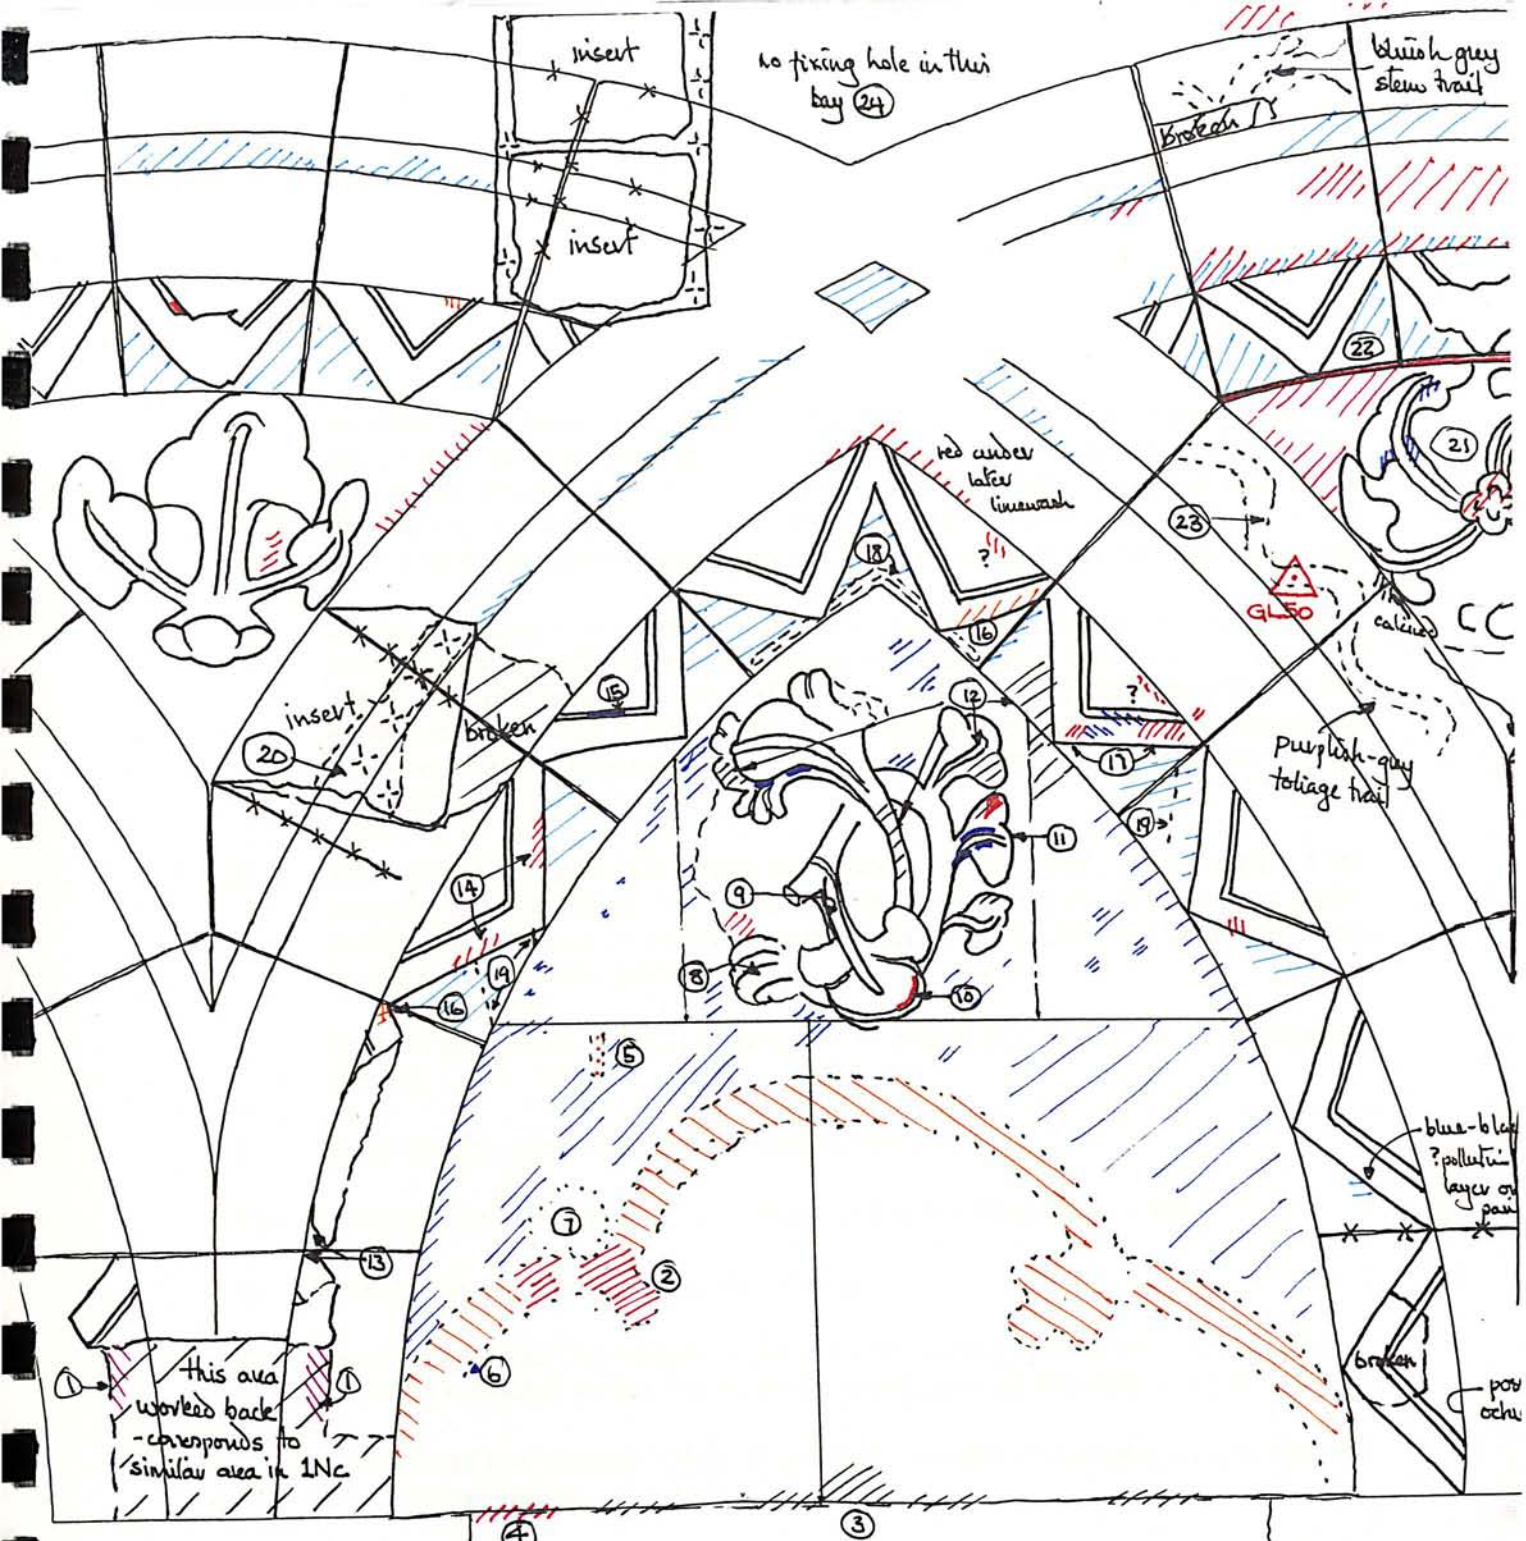 insert
no fixing hole in this
bay 24
bluish grey
stem trail
broken
insert
22
red under
later
limewash
21
23
?
18
GL50
16
calcined
CC
insert
20
broken
15
12
?
17
purplish-grey
foliage trail
19
11
14
9
19
8
10
16
5
blue-bla
? pollution
layer or
7
13
2
1
1
this area
worked back
- corresponds to
similar area in 1Nc
6
broken
4
3